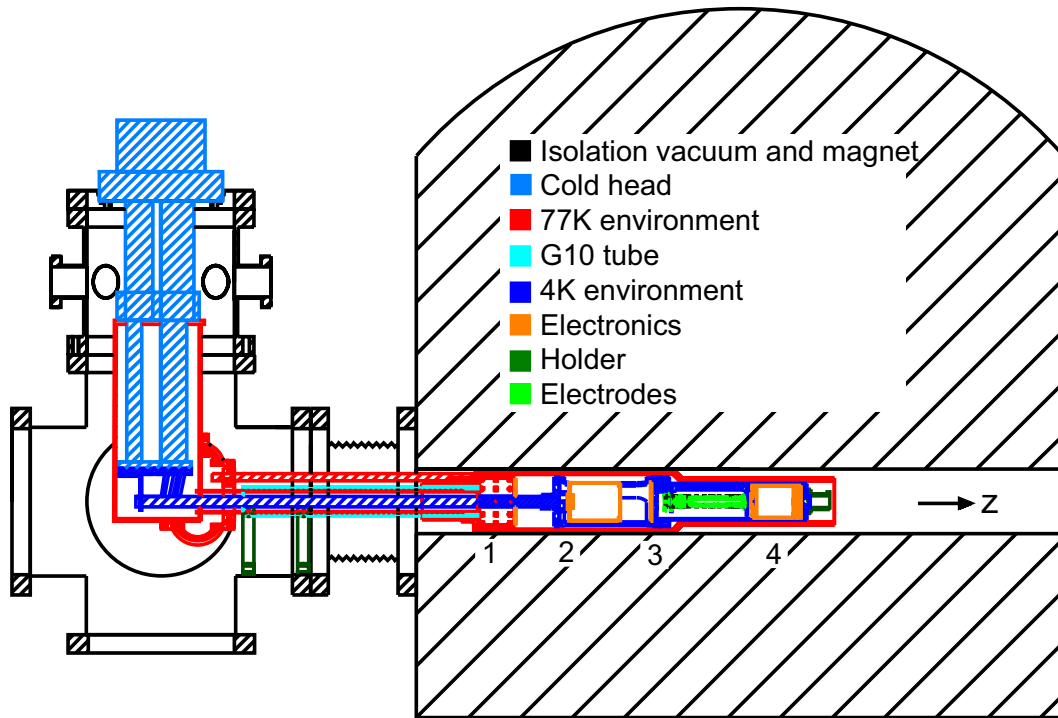 Isolation vacuum and magnet
Cold head
77K environment
G10 tube
4K environment
Electronics
Holder
Electrodes
z
1 2 3 4